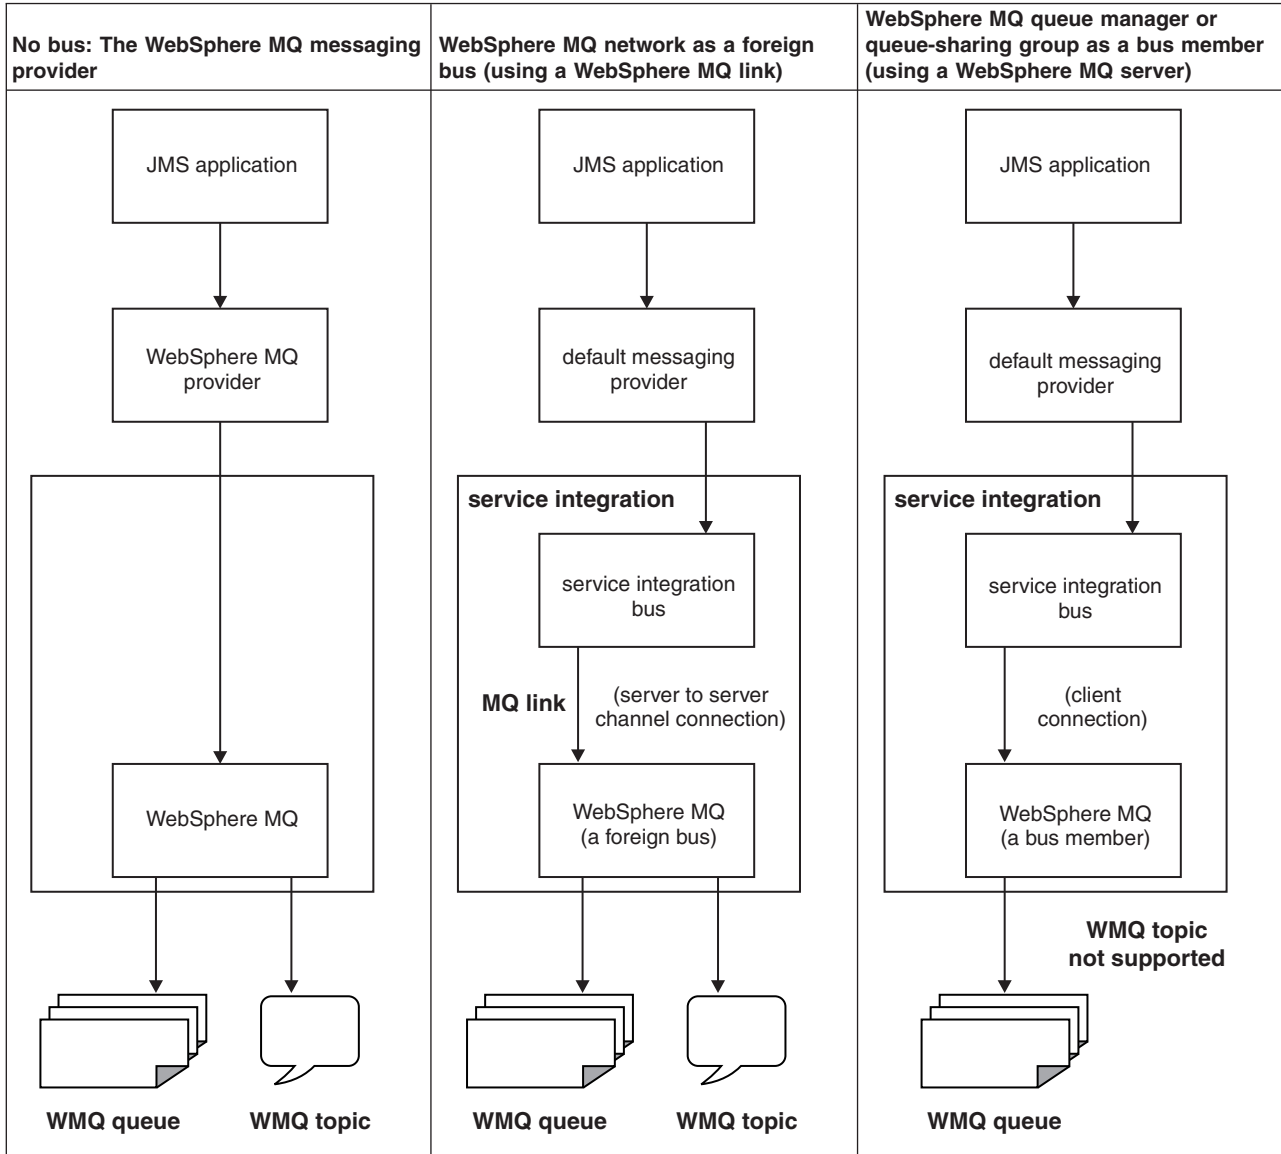 No bus: The WebSphere MQ messaging
provider
WebSphere MQ network as a foreign
bus (using a WebSphere MQ link)
WebSphere MQ queue manager or
queue-sharing group as a bus member
(using a WebSphere MQ server)
JMS application
WebSphere MQ
provider
WebSphere MQ
WMQ queue
WMQ topic
JMS application
default messaging
provider
service integration
service integration
bus
MQ link
(server to server
channel connection)
WebSphere MQ
(a foreign bus)
WMQ queue
WMQ topic
JMS application
default messaging
provider
service integration
service integration
bus
(client
connection)
WebSphere MQ
(a bus member)
WMQ topic
not supported
WMQ queue